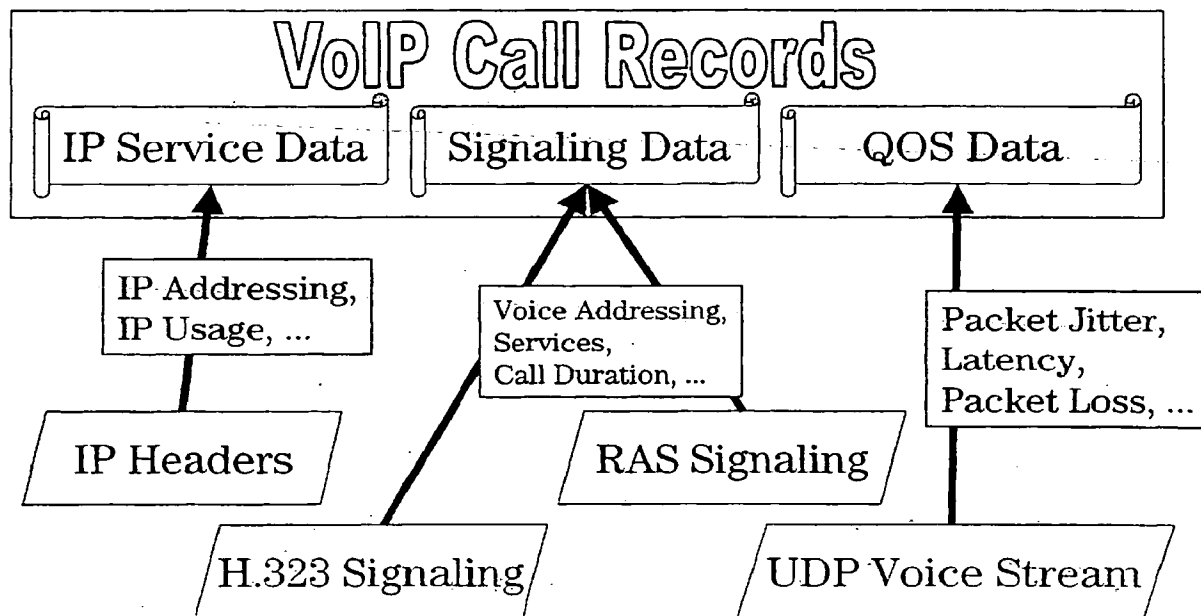 VoIP Call Records
IP Service Data
Signaling Data
QOS Data
IP Addressing,
IP Usage, ...
Voice Addressing,
Services,
Call Duration, ...
Packet Jitter,
Latency,
Packet Loss, ...
IP Headers
RAS Signaling
H.323 Signaling
UDP Voice Stream